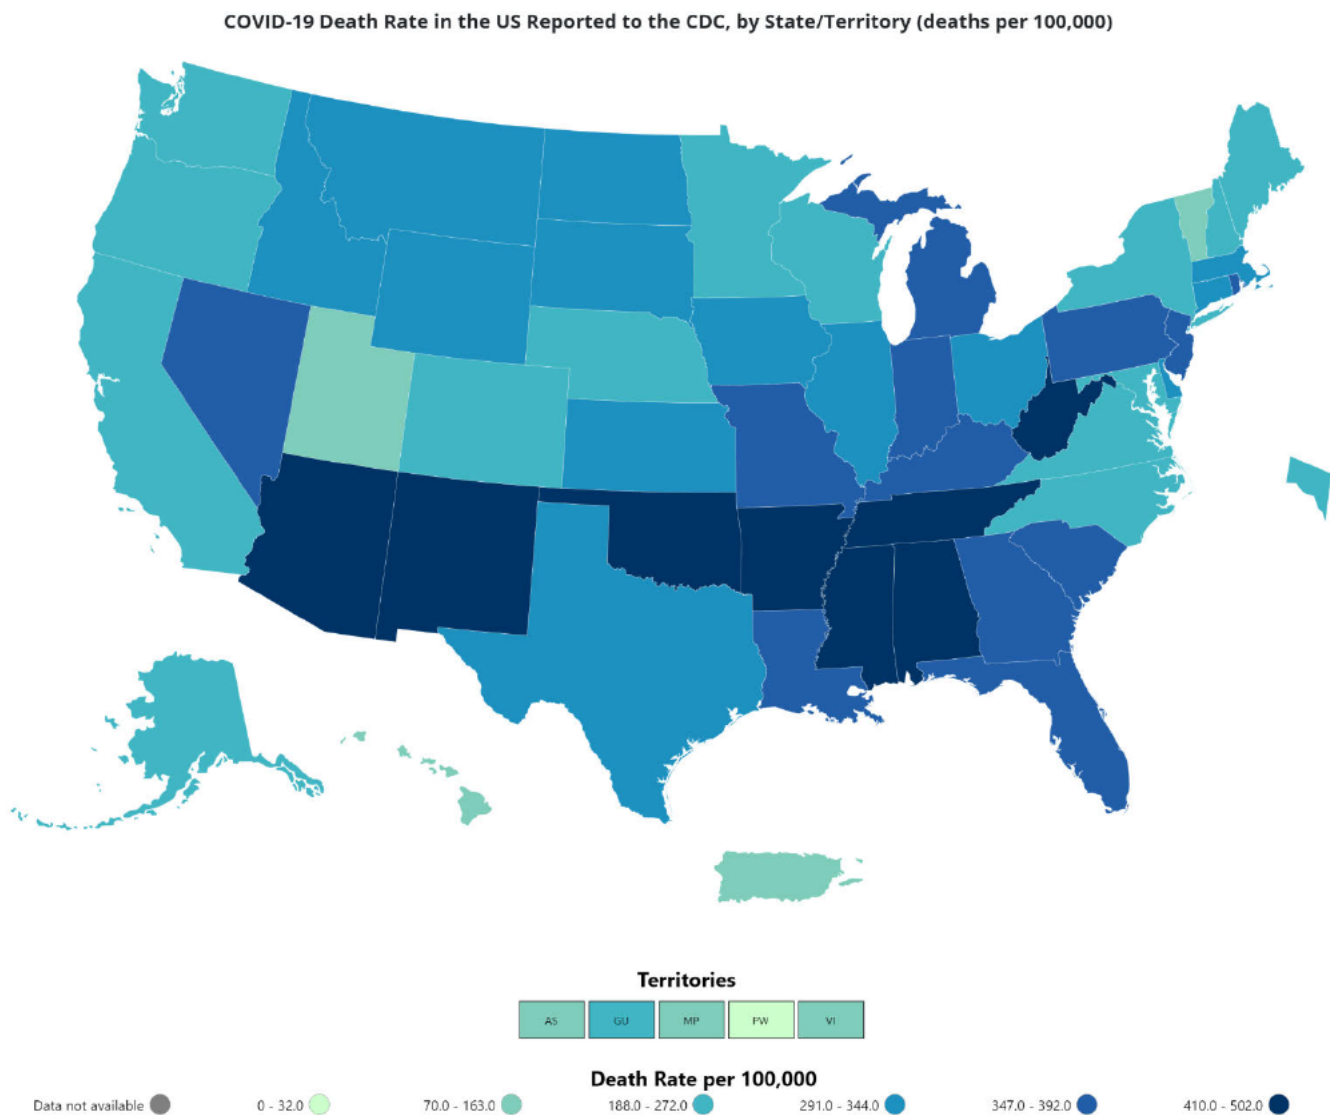 COVID-19 Death Rate in the US Reported to the CDC, by State/Territory (deaths per 100,000)
Territories
AS GU MP PW VI
Death Rate per 100,000
Data not available 0 - 32.0 70.0 - 163.0 188.0 - 272.0 291.0 - 344.0 347.0 - 392.0 410.0 - 502.0